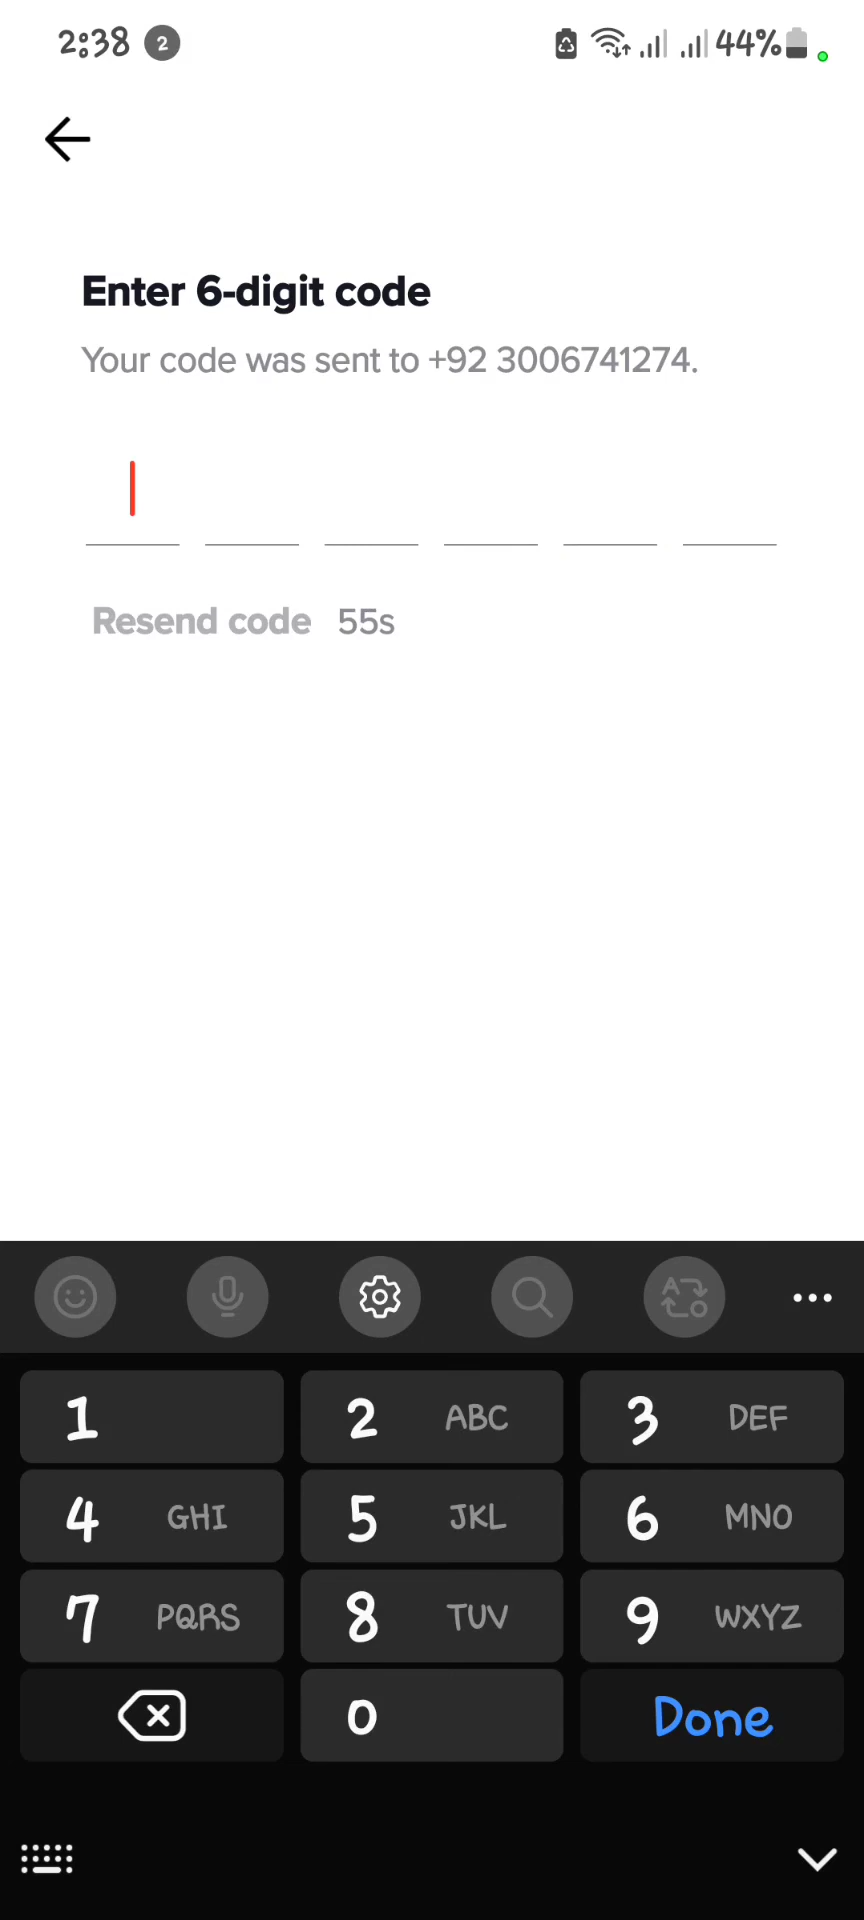 2:38 2 44%
Enter 6-digit code
Your code was sent to +92 3006741274.
Resend code 55s
1 2 ABC 3 DEF
4 GHI 5 JKL 6 MNO
7 PQRS 8 TUV 9 WXYZ
0 Done